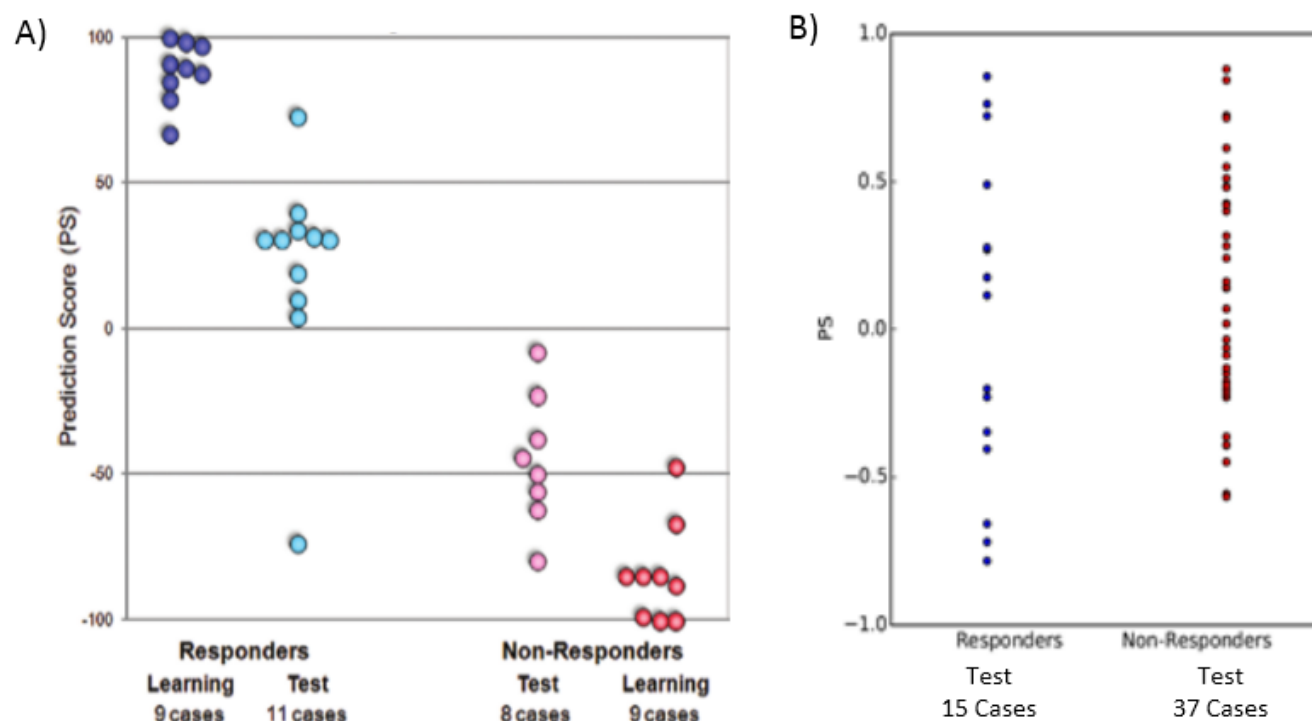 A)
100
50
0
-50
-100
Prediction Score (PS)
Responders
Non-Responders
Learning
Test
Test
Learning
9 cases
11 cases
8 cases
9 cases
B)
1.0
0.5
0.0
−0.5
−1.0
PS
Responders
Non-Responders
Test
Test
15 Cases
37 Cases